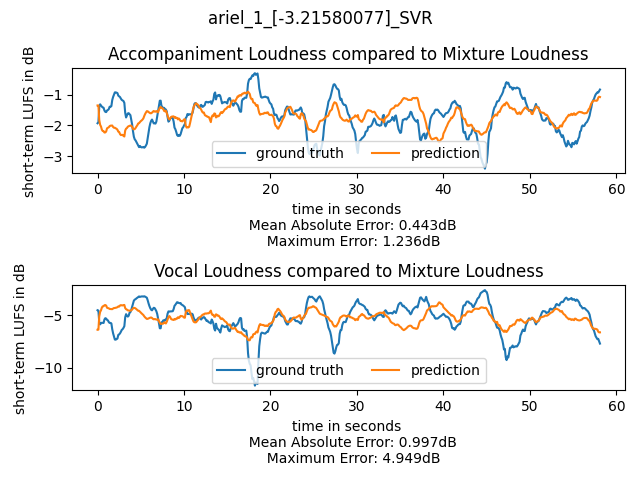 ariel_1_[-3.21580077]_SVR
Accompaniment Loudness compared to Mixture Loudness
short-term LUFS in dB
−1
−2
−3
ground truth
prediction
0 10 20 30 40 50 60
time in seconds
Mean Absolute Error: 0.443dB
Maximum Error: 1.236dB
Vocal Loudness compared to Mixture Loudness
short-term LUFS in dB
−5
−10
ground truth
prediction
0 10 20 30 40 50 60
time in seconds
Mean Absolute Error: 0.997dB
Maximum Error: 4.949dB